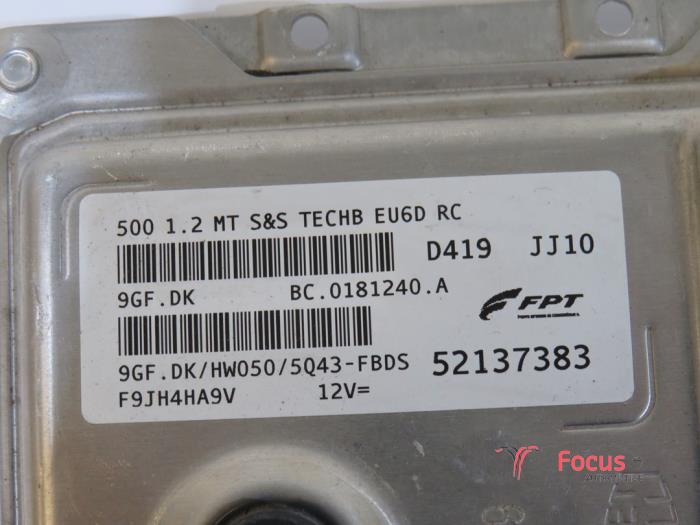 500 1.2 MT S&S TECHB EU6D RC
D419 JJ10
9GF.DK BC.0181240.A
FPT
9GF.DK/HW050/5Q43-FBDS 52137383
F9JH4HA9V 12V=
Focus
AUTOMOTIVE